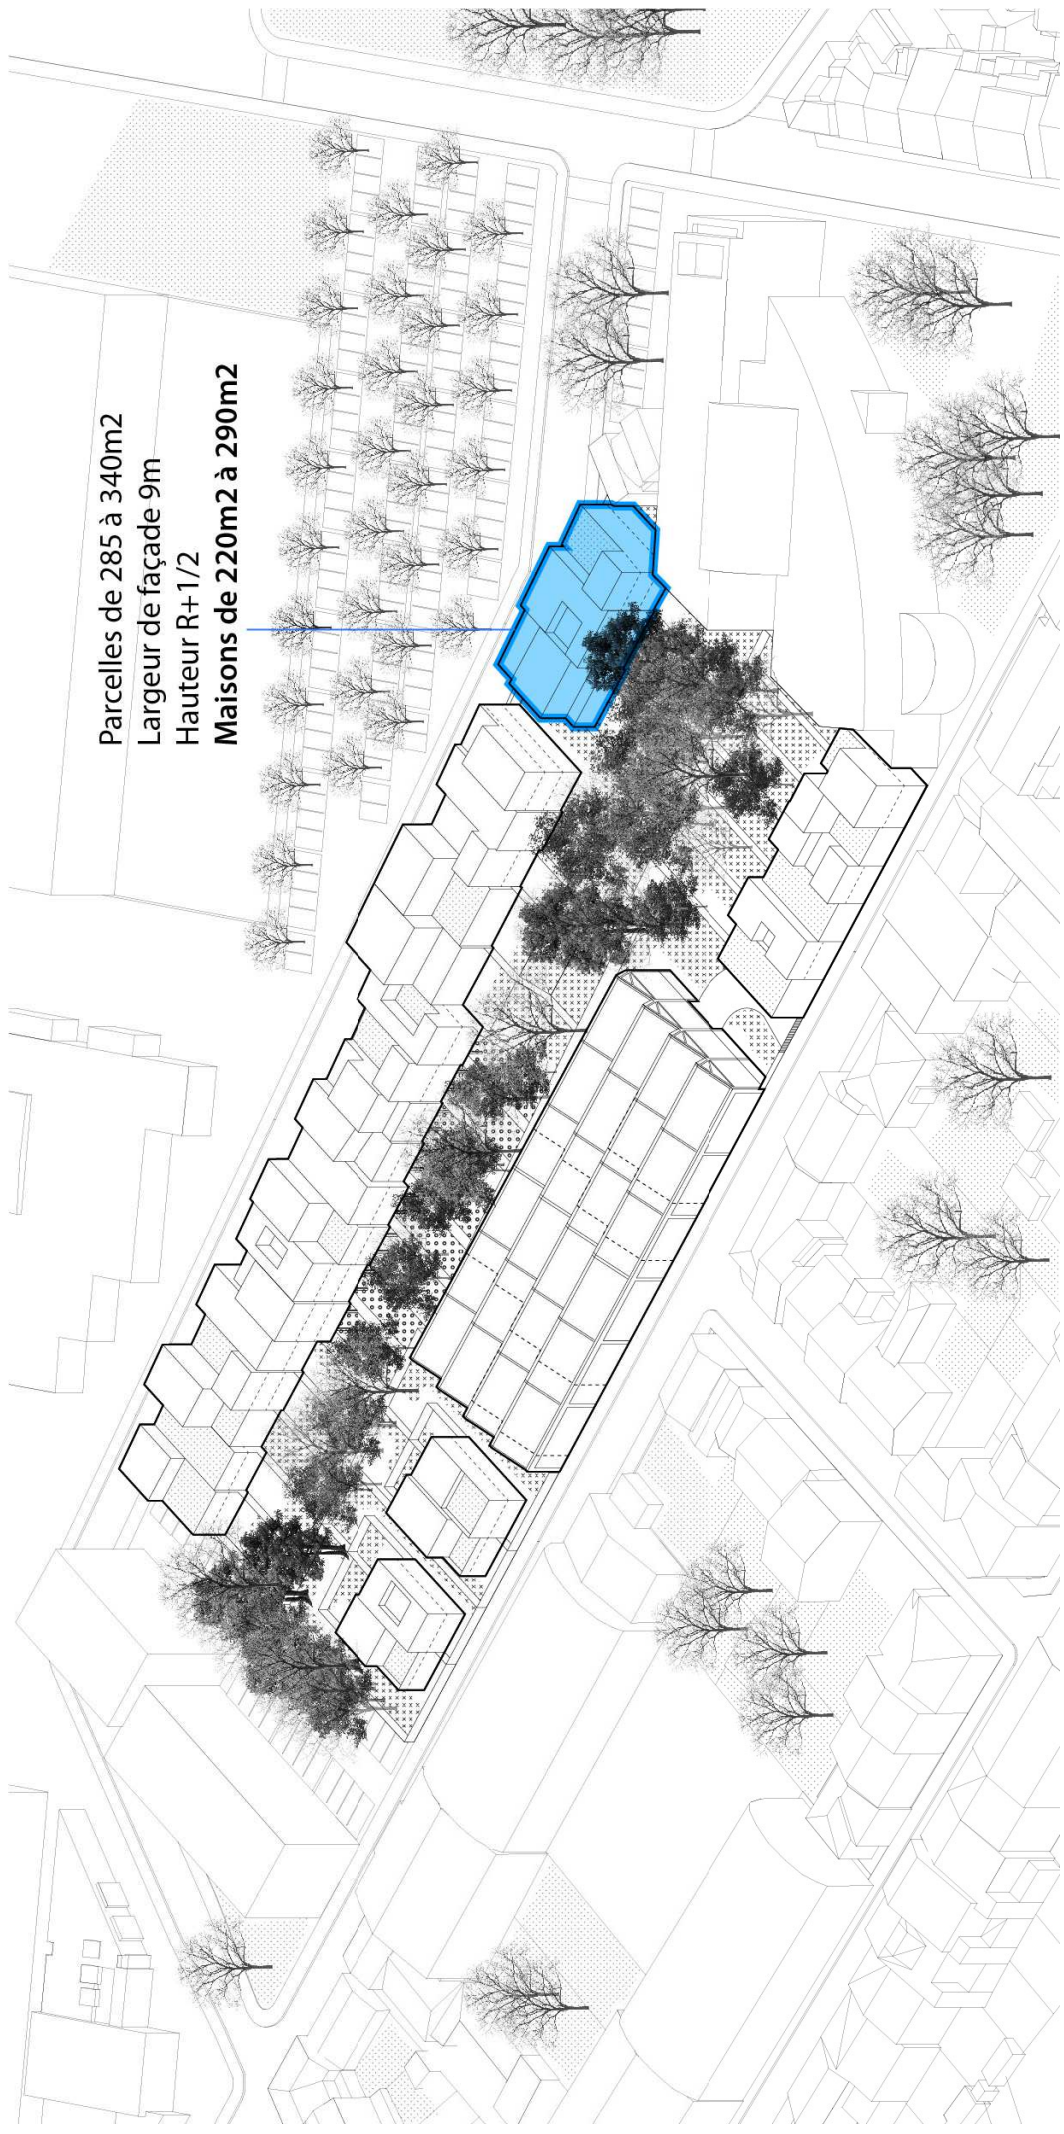 Parcelles de 285 à 340m2
Largeur de façade 9m
Hauteur R+1/2
Maisons de 220m2 à 290m2